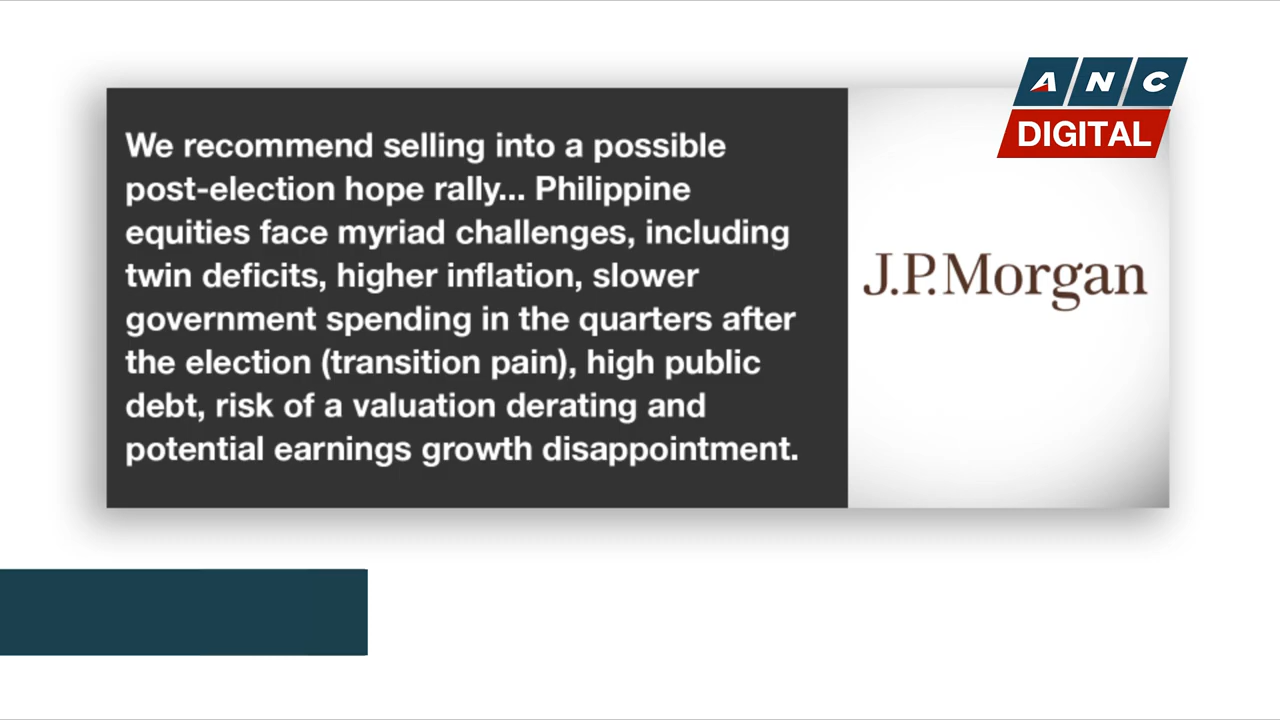 We recommend selling into a possible
post-election hope rally... Philippine
equities face myriad challenges, including
twin deficits, higher inflation, slower
government spending in the quarters after
the election (transition pain), high public
debt, risk of a valuation derating and
potential earnings growth disappointment.
J.P.Morgan
ANC
DIGITAL